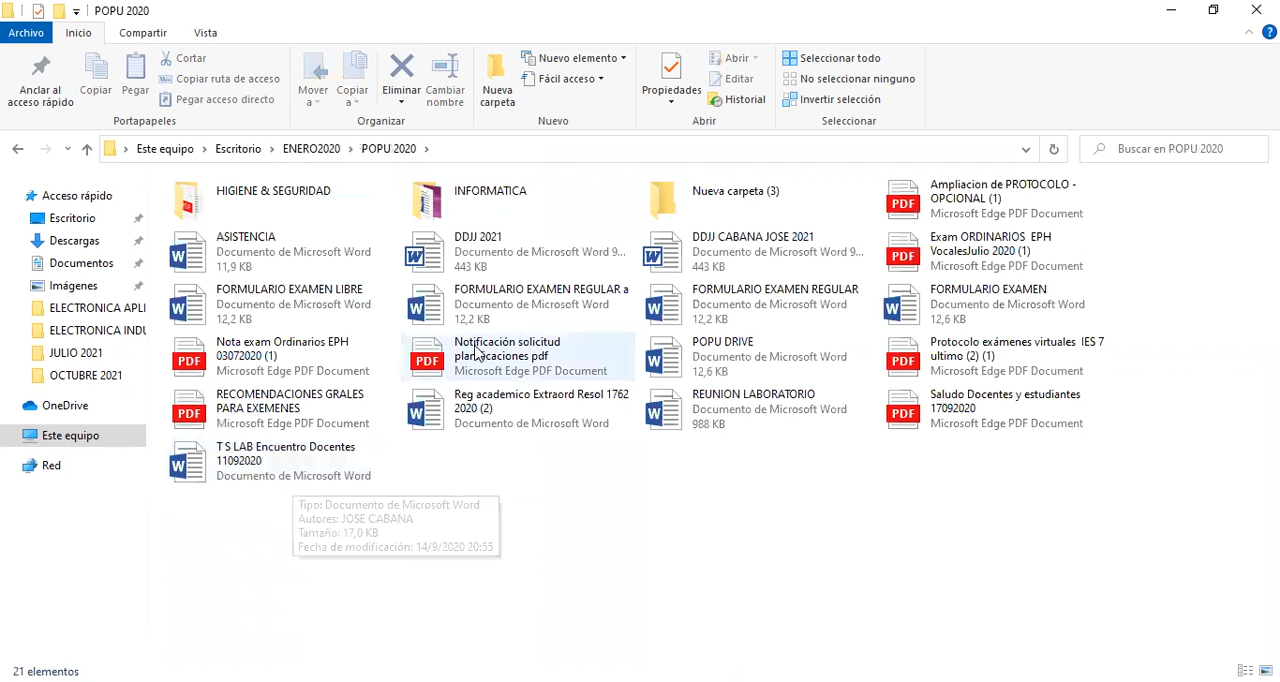 POPU 2020
Archivo
Inicio
Compartir
Vista
Anclar al
acceso rápido
Copiar
Pegar
Cortar
Copiar ruta de acceso
Pegar acceso directo
Portapapeles
Mover
a
Copiar
a
Eliminar
Cambiar
nombre
Organizar
Nueva
carpeta
Nuevo elemento
Fácil acceso
Nuevo
Propiedades
Abrir
Editar
Historial
Abrir
Seleccionar todo
No seleccionar ninguno
Invertir selección
Seleccionar
Este equipo
Escritorio
ENERO2020
POPU 2020
Buscar en POPU 2020
Acceso rápido
Escritorio
Descargas
Documentos
Imágenes
ELECTRONICA APLI
ELECTRONICA INDU
JULIO 2021
OCTUBRE 2021
OneDrive
Este equipo
Red
HIGIENE & SEGURIDAD
INFORMATICA
Nueva carpeta (3)
PDF
Ampliacion de PROTOCOLO -
OPCIONAL (1)
Microsoft Edge PDF Document
ASISTENCIA
Documento de Microsoft Word
11,9 KB
DDJJ 2021
Documento de Microsoft Word 9...
443 KB
DDJJ CABANA JOSE 2021
Documento de Microsoft Word 9...
443 KB
PDF
Exam ORDINARIOS EPH
VocalesJulio 2020 (1)
Microsoft Edge PDF Document
FORMULARIO EXAMEN LIBRE
Documento de Microsoft Word
12,2 KB
FORMULARIO EXAMEN REGULAR a
Documento de Microsoft Word
12,2 KB
FORMULARIO EXAMEN REGULAR
Documento de Microsoft Word
12,2 KB
FORMULARIO EXAMEN
Documento de Microsoft Word
12,6 KB
PDF
Nota exam Ordinarios EPH
03072020 (1)
Microsoft Edge PDF Document
PDF
Notificación solicitud
planificaciones pdf
Microsoft Edge PDF Document
POPU DRIVE
Documento de Microsoft Word
12,6 KB
PDF
Protocolo exámenes virtuales IES 7
ultimo (2) (1)
Microsoft Edge PDF Document
PDF
RECOMENDACIONES GRALES
PARA EXEMENES
Microsoft Edge PDF Document
Reg academico Extraord Resol 1762
2020 (2)
Documento de Microsoft Word
REUNION LABORATORIO
Documento de Microsoft Word
988 KB
PDF
Saludo Docentes y estudiantes
17092020
Microsoft Edge PDF Document
T S LAB Encuentro Docentes
11092020
Documento de Microsoft Word
Tipo: Documento de Microsoft Word
Autores: JOSE CABANA
Tamaño: 17,0 KB
Fecha de modificación: 14/9/2020 20:55
21 elementos